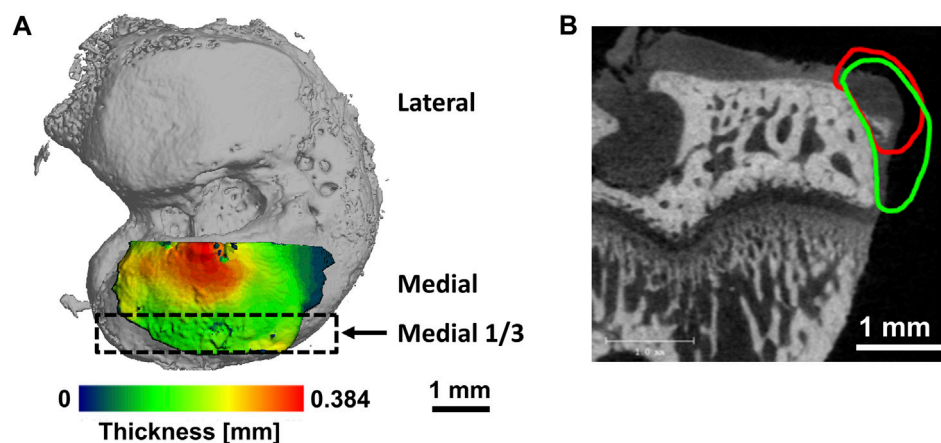 A
Lateral
Medial
Medial 1/3
0
0.384
Thickness [mm]
1 mm
B
1 mm